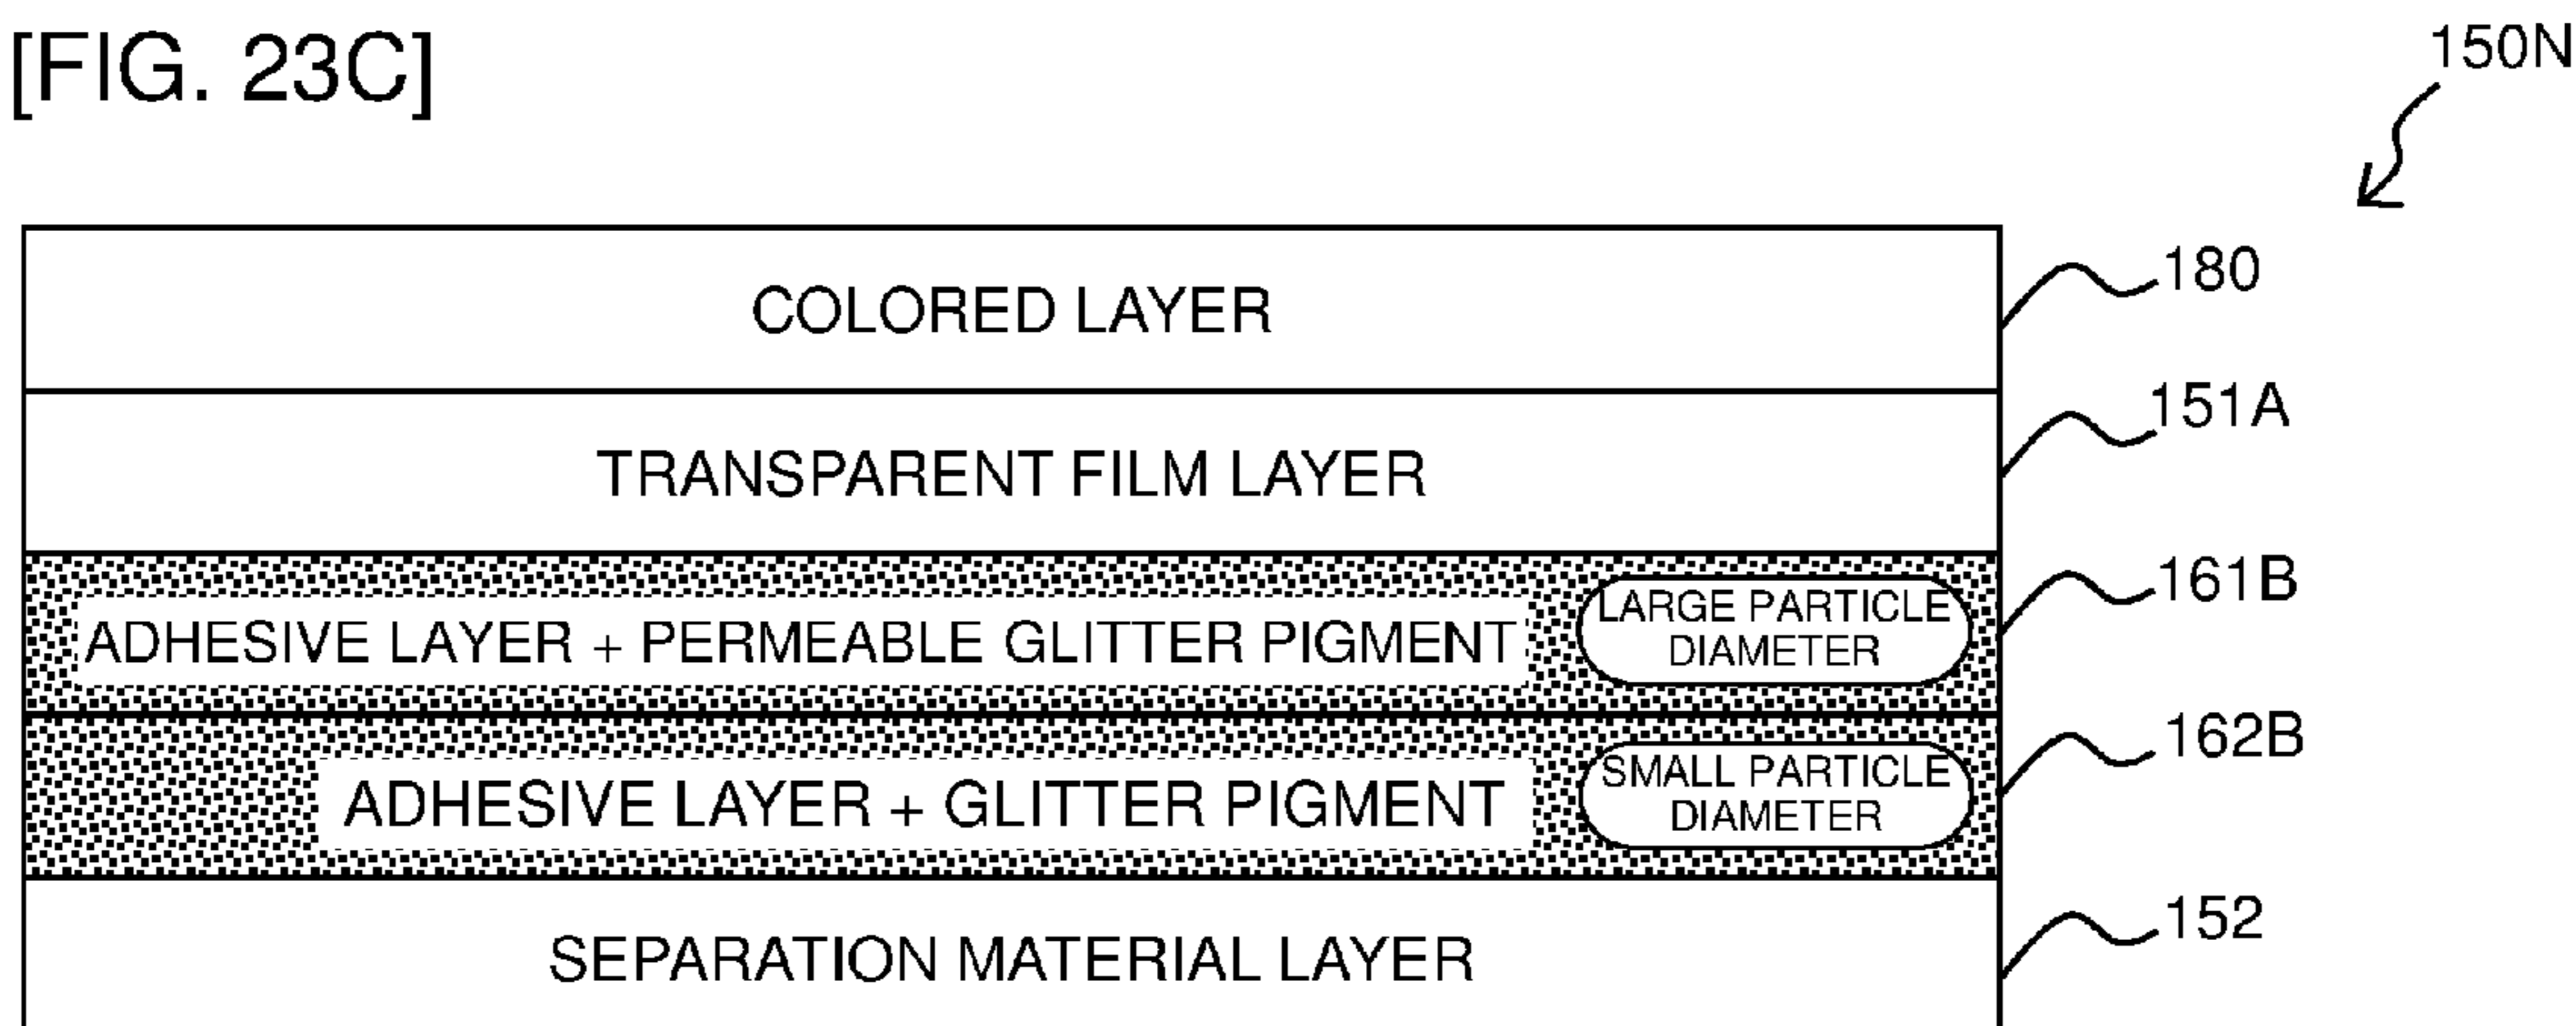 [FIG. 23C]
150N
COLORED LAYER
180
TRANSPARENT FILM LAYER
151A
ADHESIVE LAYER + PERMEABLE GLITTER PIGMENT
LARGE PARTICLE
DIAMETER
161B
ADHESIVE LAYER + GLITTER PIGMENT
SMALL PARTICLE
DIAMETER
162B
SEPARATION MATERIAL LAYER
152